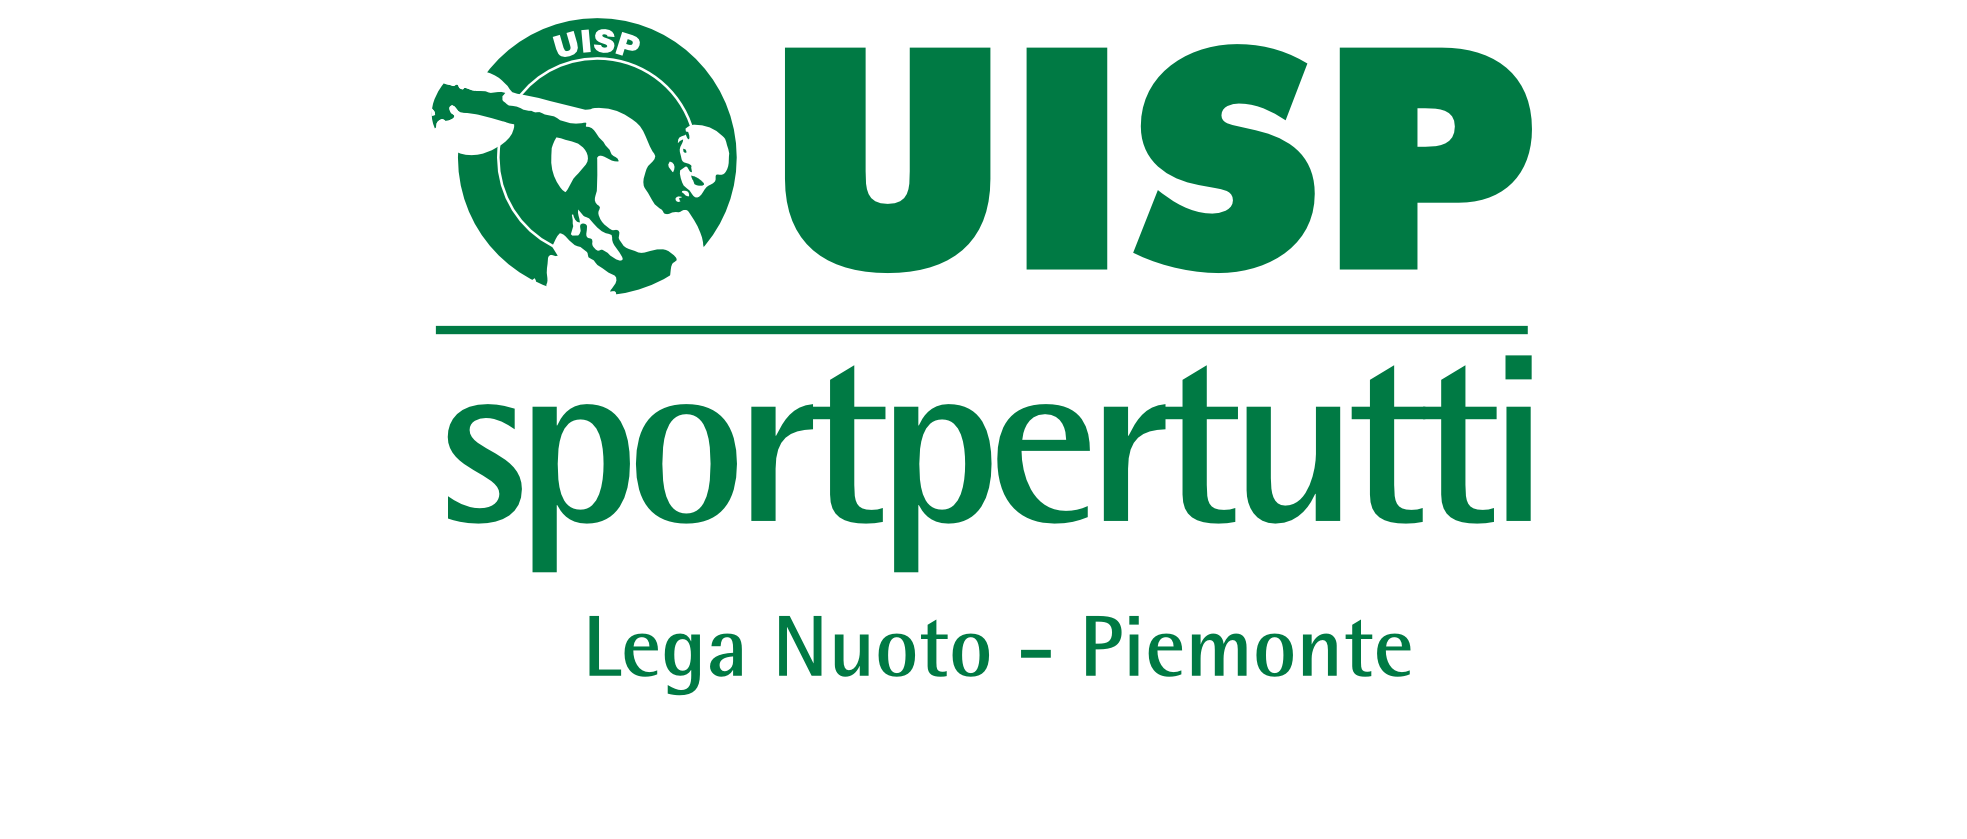 UISP
UISP
sportpertutti
Lega Nuoto - Piemonte